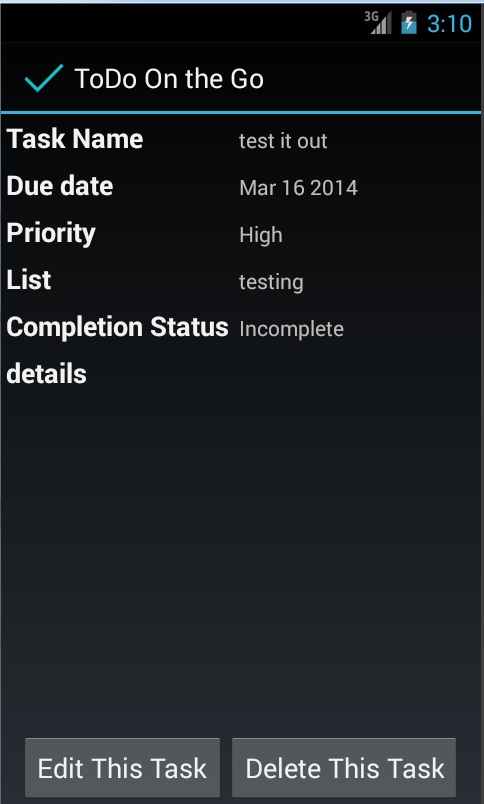 3G 3:10
ToDo On the Go
Task Name test it out
Due date Mar 16 2014
Priority High
List testing
Completion Status Incomplete
details
Edit This Task Delete This Task